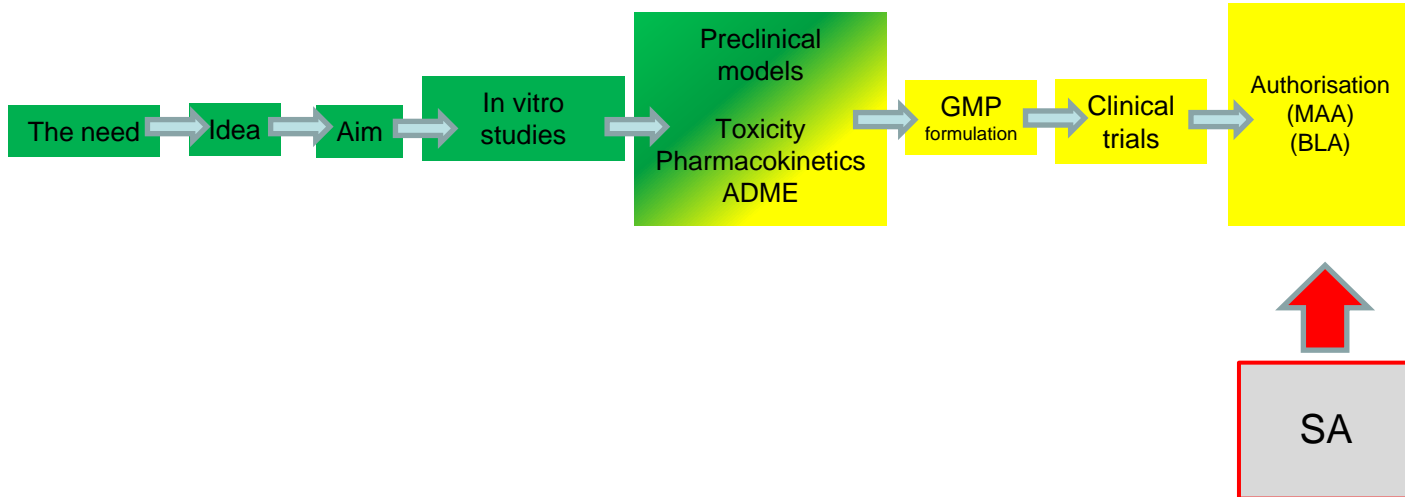 The need
Idea
Aim
In vitro
studies
Preclinical
models
Toxicity
Pharmacokinetics
ADME
GMP
formulation
Clinical
trials
Authorisation
(MAA)
(BLA)
SA